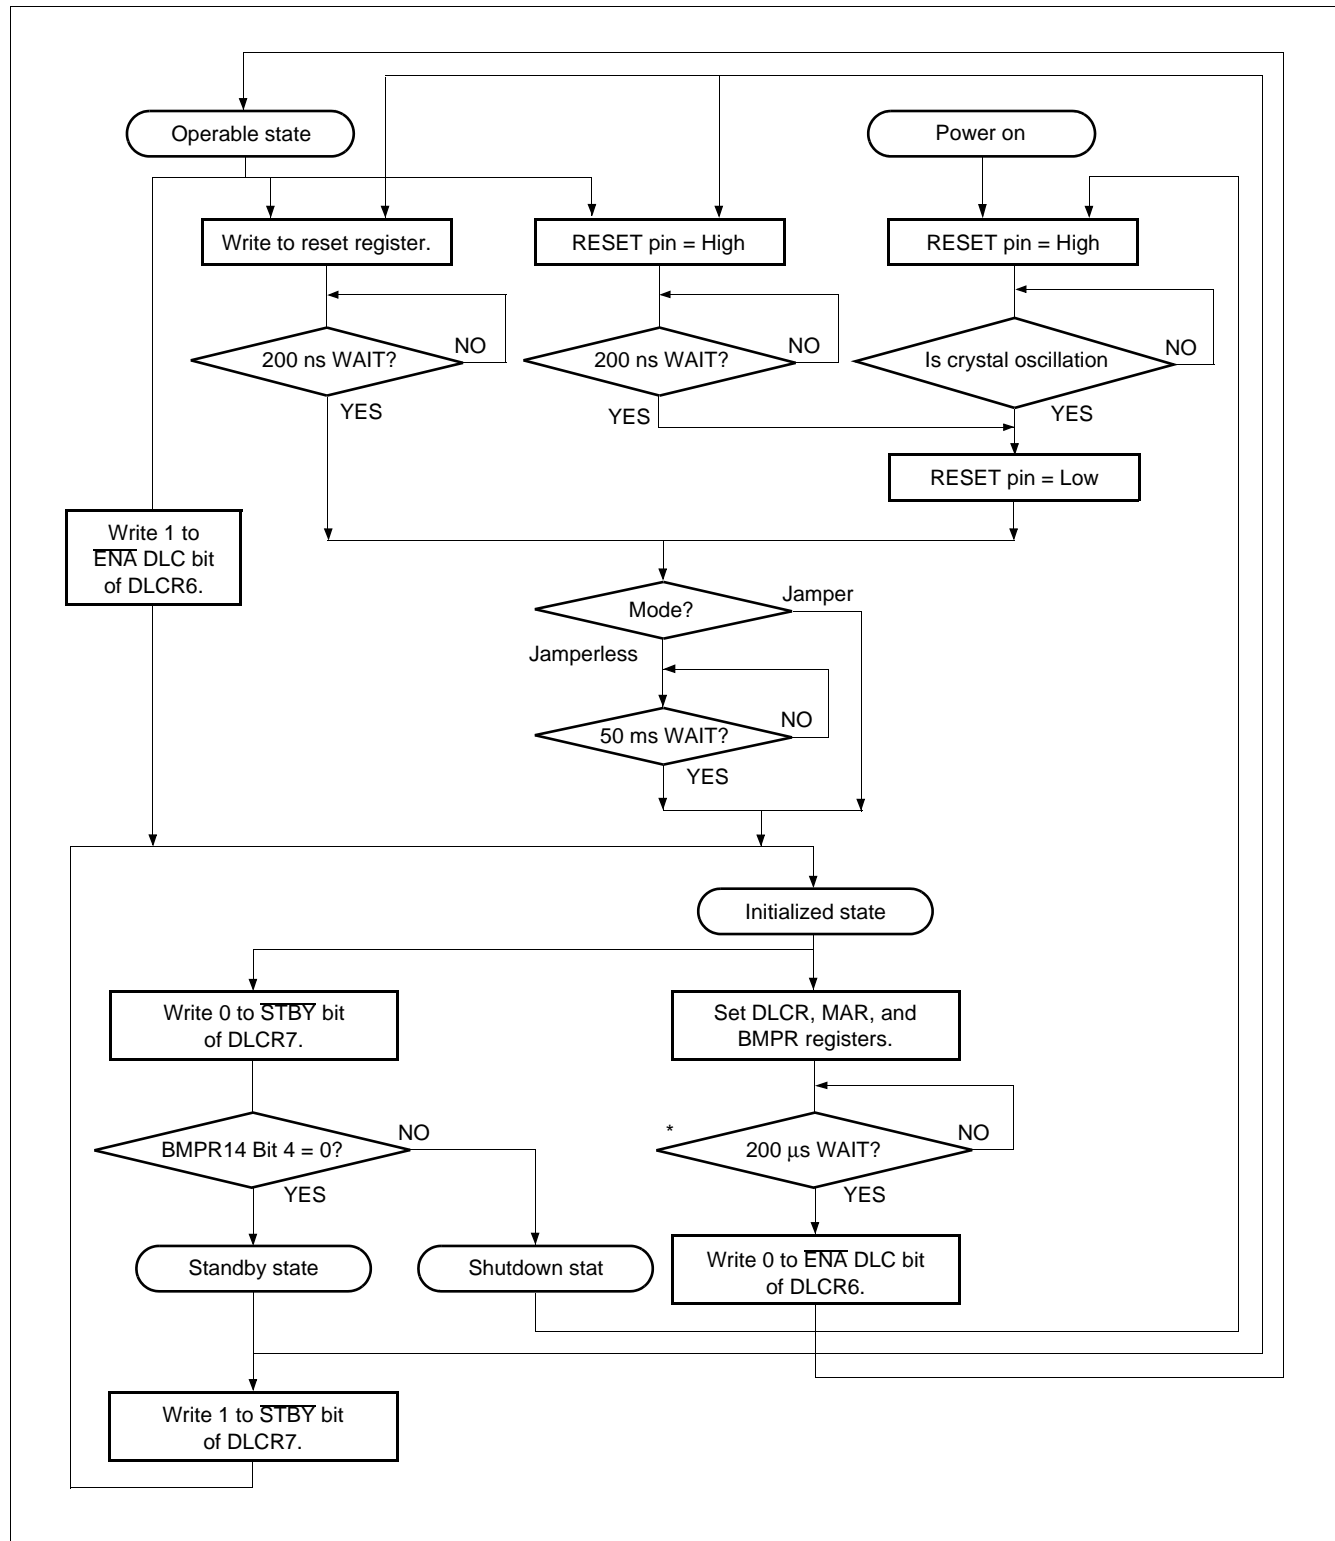 Operable state
Power on
Write to reset register.
RESET pin = High
RESET pin = High
200 ns WAIT?
NO
200 ns WAIT?
NO
Is crystal oscillation
NO
YES
YES
YES
RESET pin = Low
Write 1 to
ENA DLC bit
of DLCR6.
Mode?
Jamper
Jamperless
50 ms WAIT?
NO
YES
Initialized state
Write 0 to STBY bit
of DLCR7.
Set DLCR, MAR, and
BMPR registers.
BMPR14 Bit 4 = 0?
NO
YES
*
200 µs WAIT?
NO
YES
Standby state
Shutdown stat
Write 0 to ENA DLC bit
of DLCR6.
Write 1 to STBY bit
of DLCR7.